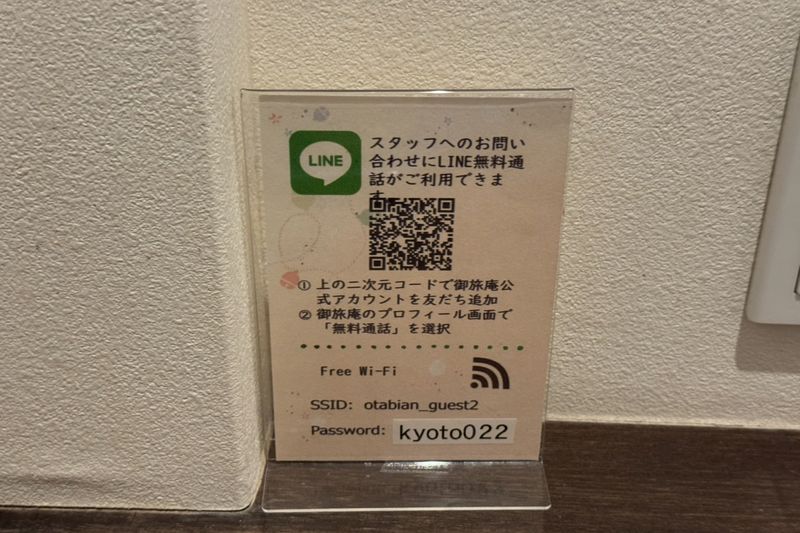 LINE
スタッフへのお問い
合わせにLINE無料通
話がご利用できま
す
① 上の二次元コードで御旅庵公
式アカウントを友だち追加
② 御旅庵のプロフィール画面で
「無料通話」を選択
Free Wi-Fi
SSID: otabian_guest2
Password: kyoto022